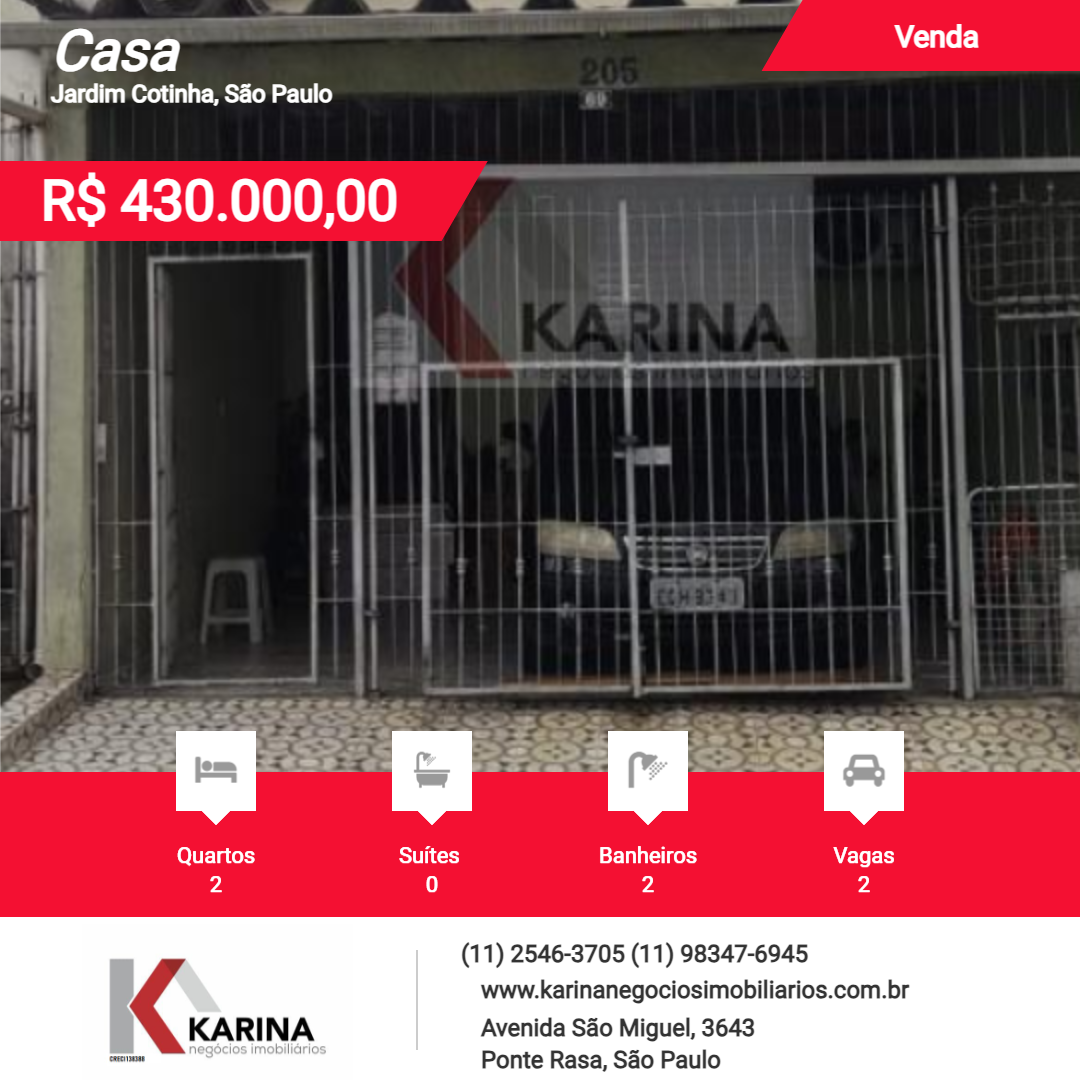 Casa
Jardim Cotinha, São Paulo
Venda
205
R$ 430.000,00
KARINA
Quartos
2
Suítes
0
Banheiros
2
Vagas
2
KARINA
negócios imobiliários
CRECI138388
(11) 2546-3705 (11) 98347-6945
www.karinanegociosimobiliarios.com.br
Avenida São Miguel, 3643
Ponte Rasa, São Paulo